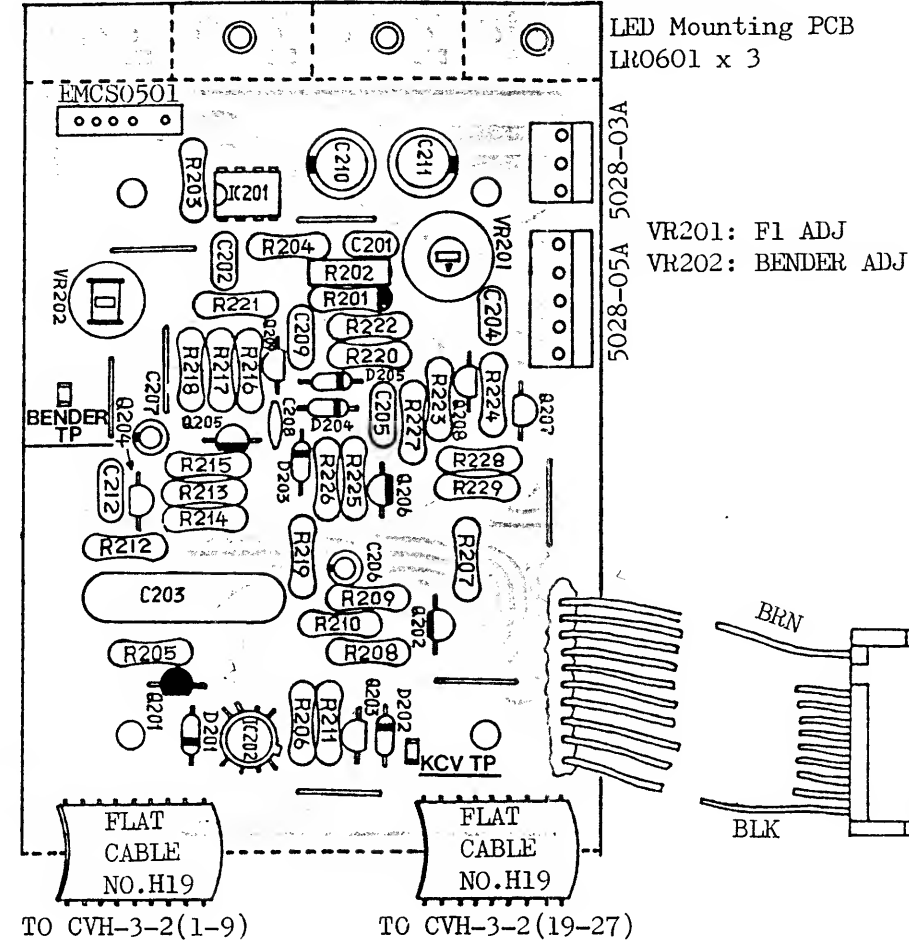 LED Mounting PCB
LR0601 x 3
EMCS0501
5028-03A
R203
IC201
C210
C211
VR201
VR201: F1 ADJ
VR202: BENDER ADJ
5028-05A
C202
R204
C201
R202
VR202
R221
R201
C204
C209
R222
R220
R218
R217
R216
D205
D204
C205
R227
R223
Q208
R224
Q207
BENDER
TP
Q204
C207
Q205
C208
D203
R215
R213
R214
C212
R226
R225
Q206
R228
R229
R212
R219
C206
R207
C203
R209
R210
Q202
R208
BRN
R205
Q201
D201
IC202
R206
R211
Q203
D202
KCV TP
BLK
FLAT
CABLE
NO.H19
FLAT
CABLE
NO.H19
TO CVH-3-2(1-9)
TO CVH-3-2(19-27)